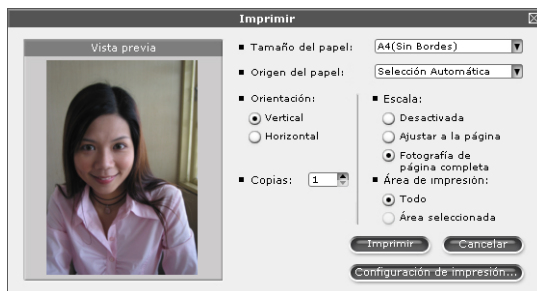 Imprimir
Vista previa
Tamaño del papel:
A4(Sin Bordes)
Origen del papel:
Selección Automática
Orientación:
Vertical
Horizontal
Copias:
1
Escala:
Desactivada
Ajustar a la página
Fotografía de
página completa
Área de impresión:
Todo
Área seleccionada
Imprimir
Cancelar
Configuración de impresión...